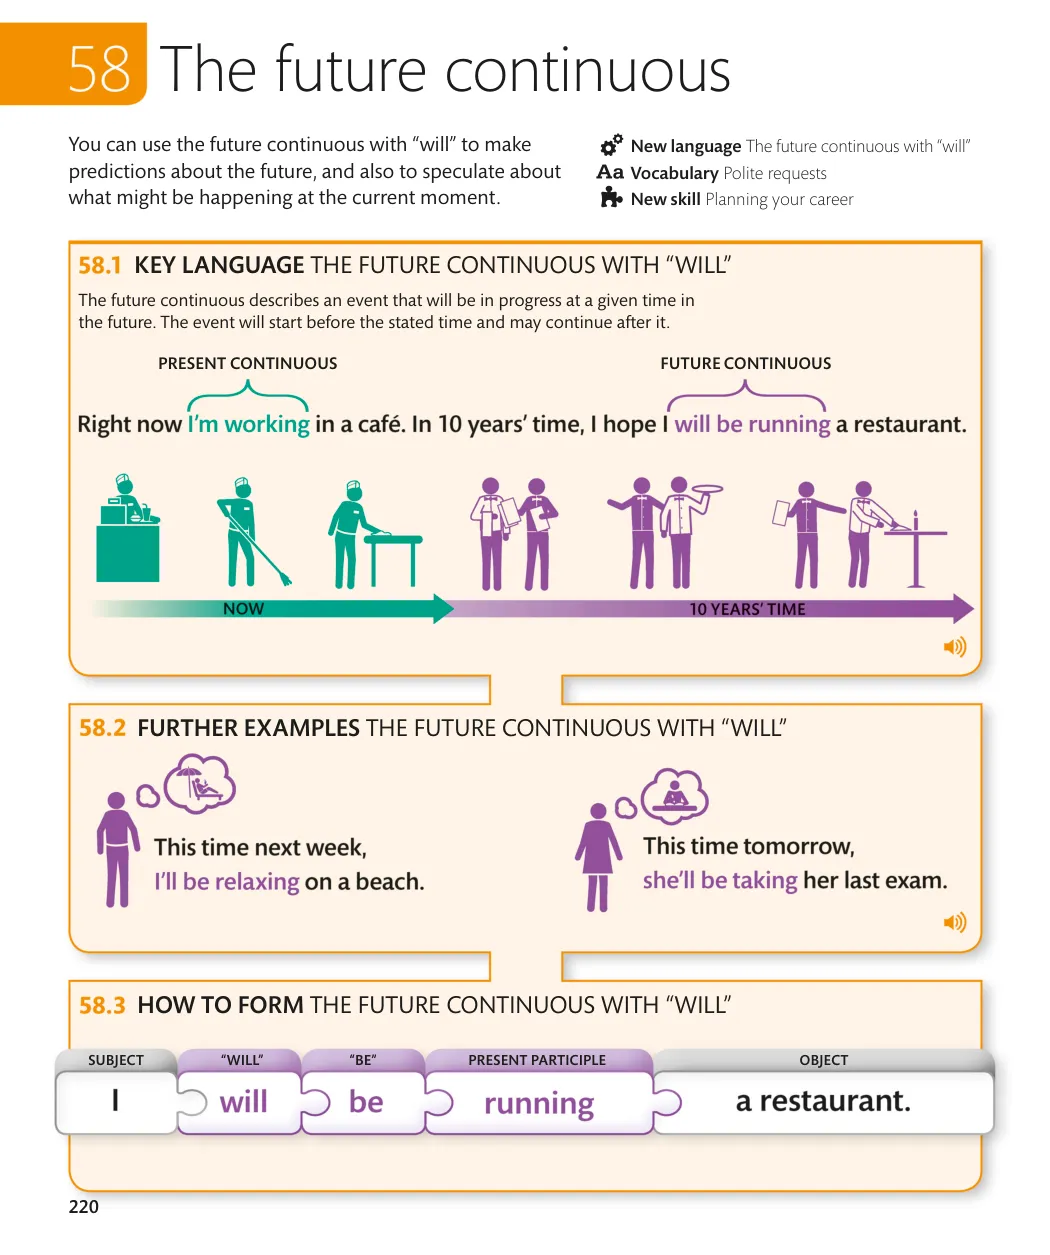 58 The future continuous
You can use the future continuous with “will” to make
predictions about the future, and also to speculate about
what might be happening at the current moment.
New language The future continuous with “will”
Aa Vocabulary Polite requests
New skill Planning your career
58.1 KEY LANGUAGE THE FUTURE CONTINUOUS WITH “WILL”
The future continuous describes an event that will be in progress at a given time in
the future. The event will start before the stated time and may continue after it.
PRESENT CONTINUOUS FUTURE CONTINUOUS
Right now I’m working in a café. In 10 years’ time, I hope I will be running a restaurant.
NOW 10 YEARS’ TIME
58.2 FURTHER EXAMPLES THE FUTURE CONTINUOUS WITH “WILL”
This time next week,
I’ll be relaxing on a beach.
This time tomorrow,
she’ll be taking her last exam.
58.3 HOW TO FORM THE FUTURE CONTINUOUS WITH “WILL”
SUBJECT “WILL” “BE” PRESENT PARTICIPLE OBJECT
I will be running a restaurant.
220